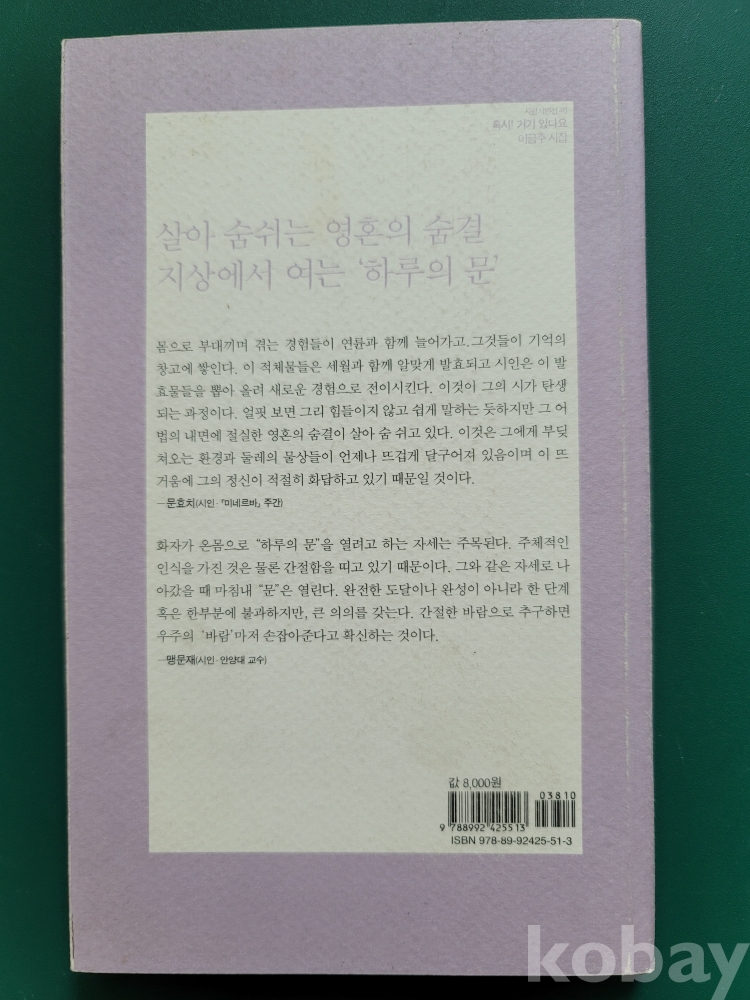 혹시! 거기 있나요
이금주 시집
살아 숨쉬는 영혼의 숨결
지상에서 여는 ‘하루의 문’
몸으로 부대끼며 겪는 경험들이 연륜과 함께 늘어가고. 그것들이 기억의
창고에 쌓인다. 이 적체물들은 세월과 함께 알맞게 발효되고 시인은 이 발
효물들을 뽑아 올려 새로운 경험으로 전이시킨다. 이것이 그의 시가 탄생
되는 과정이다. 얼핏 보면 그리 힘들이지 않고 쉽게 말하는 듯하지만 그 어
법의 내면에 절실한 영혼의 숨결이 살아 숨 쉬고 있다. 이것은 그에게 부딪
쳐오는 환경과 둘레의 물상들이 언제나 뜨겁게 달구어져 있음이며 이 뜨
거움에 그의 정신이 적절히 화답하고 있기 때문일 것이다.
―문효치(시인·『미네르바』 주간)
화자가 온몸으로 “하루의 문”을 열려고 하는 자세는 주목된다. 주체적인
인식을 가진 것은 물론 간절함을 띠고 있기 때문이다. 그와 같은 자세로 나
아갔을 때 마침내 “문”은 열린다. 완전한 도달이나 완성이 아니라 한 단계
혹은 한부분에 불과하지만, 큰 의의를 갖는다. 간절한 바람으로 추구하면
우주의 ‘바람’마저 손잡아준다고 확신하는 것이다.
―맹문재(시인·안양대 교수)
값 8,000원
03810
9 788992 425513
ISBN 978-89-92425-51-3
kobay